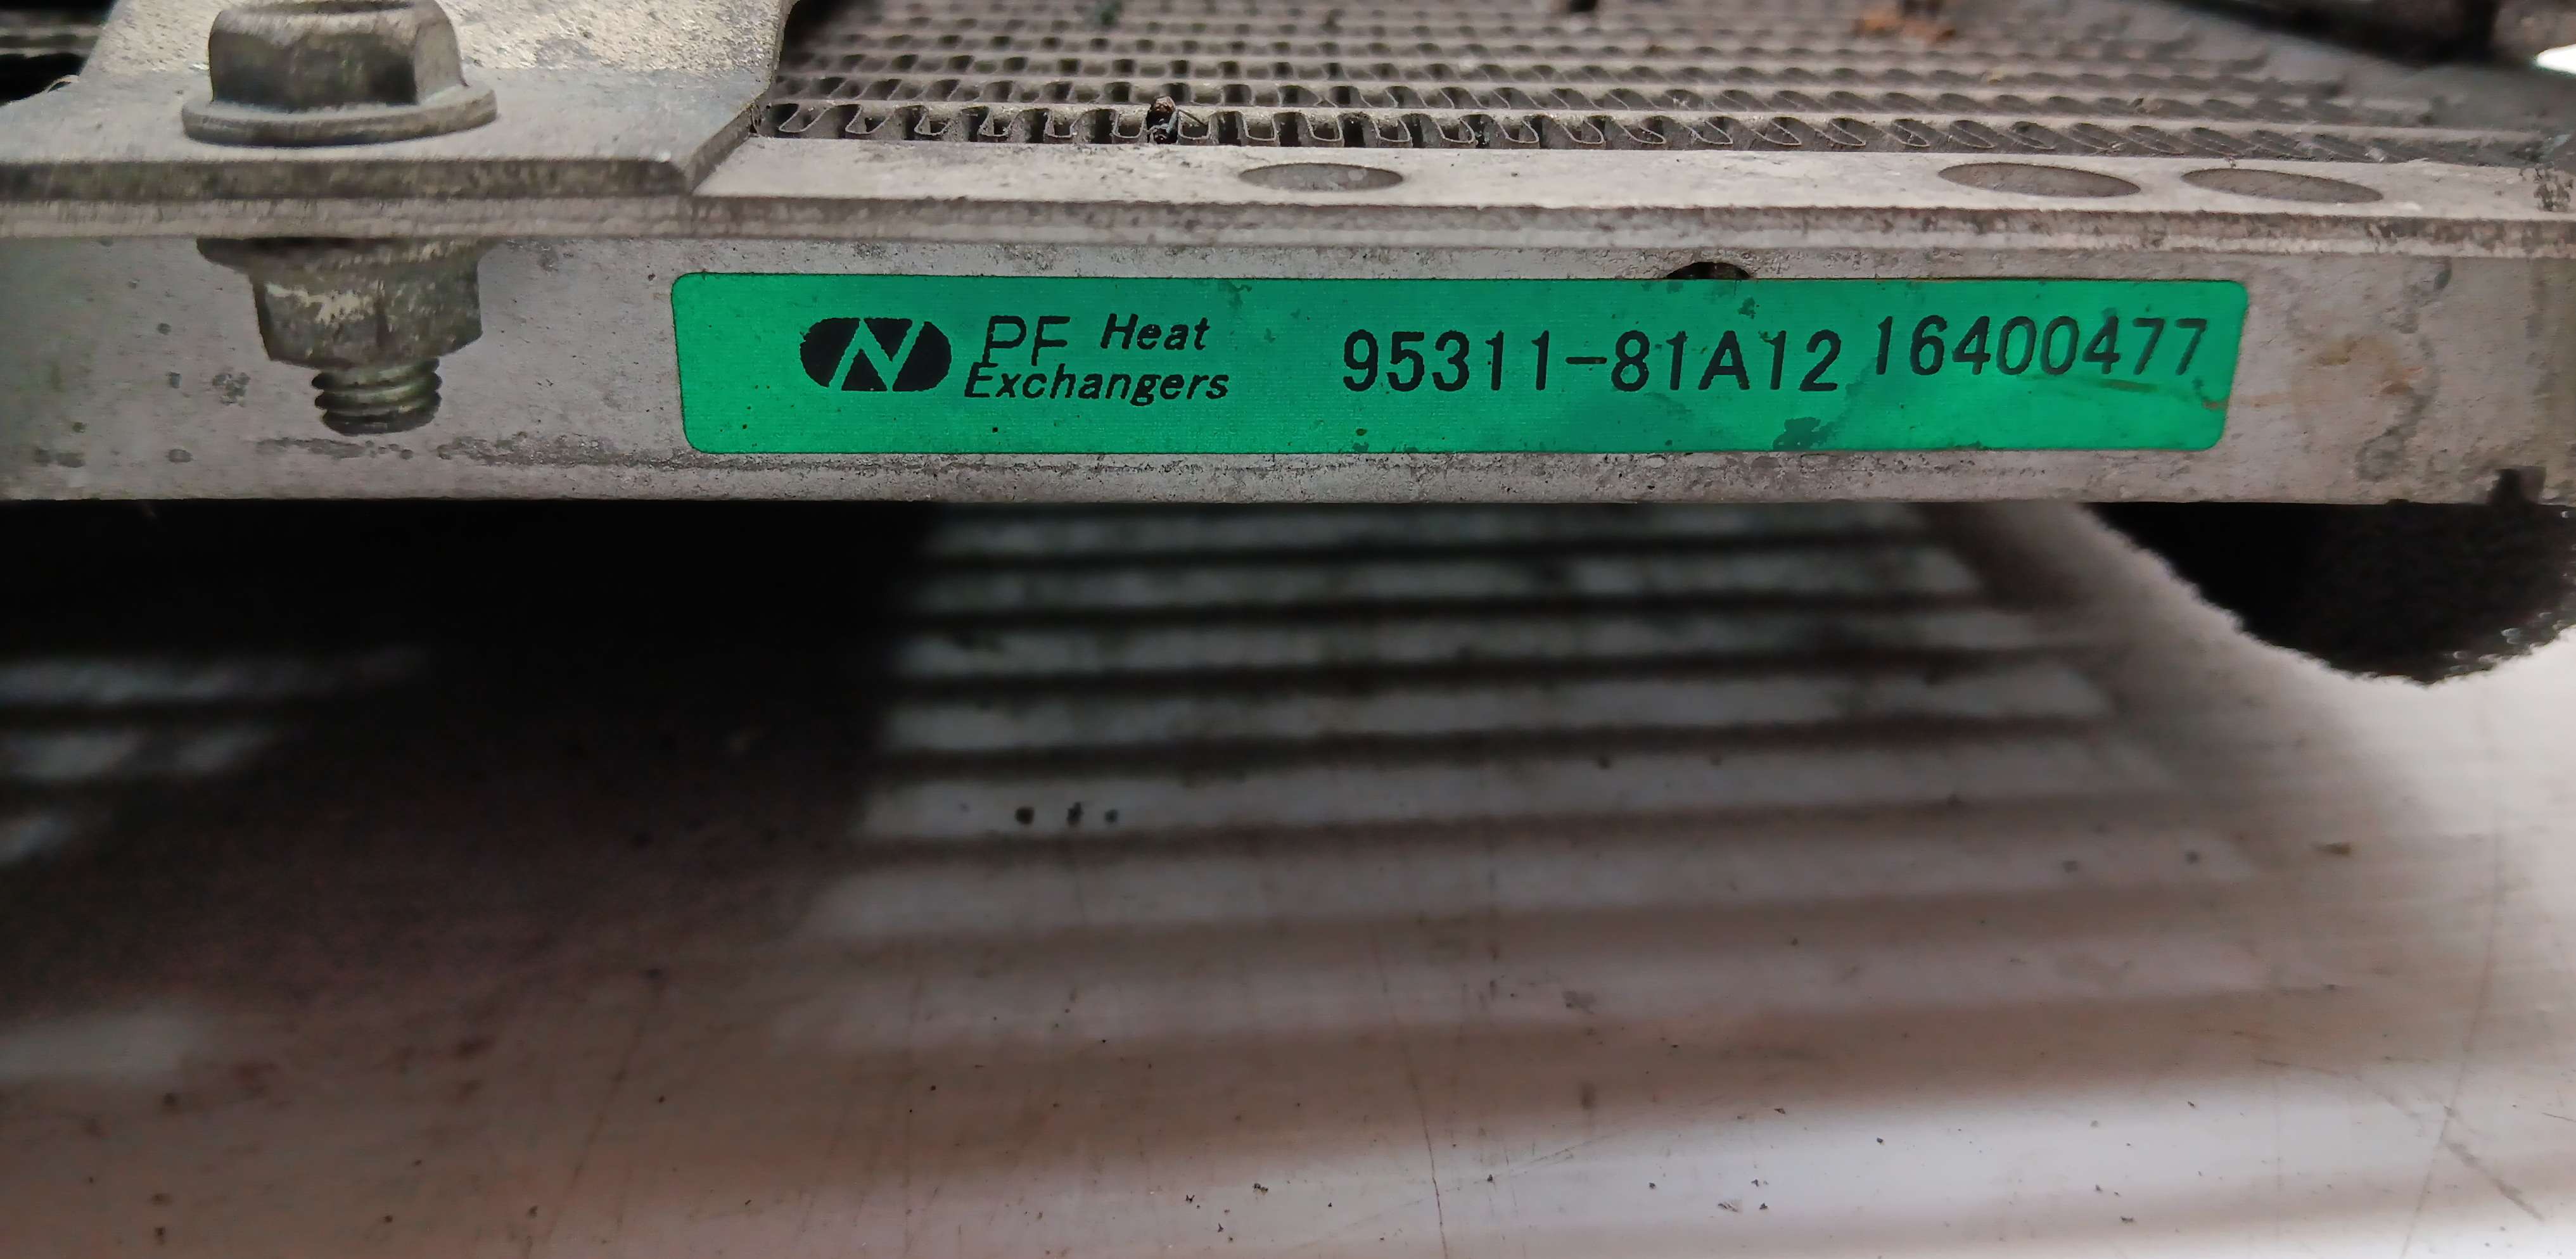 N PF Heat
Exchangers
95311-81A12 16400477